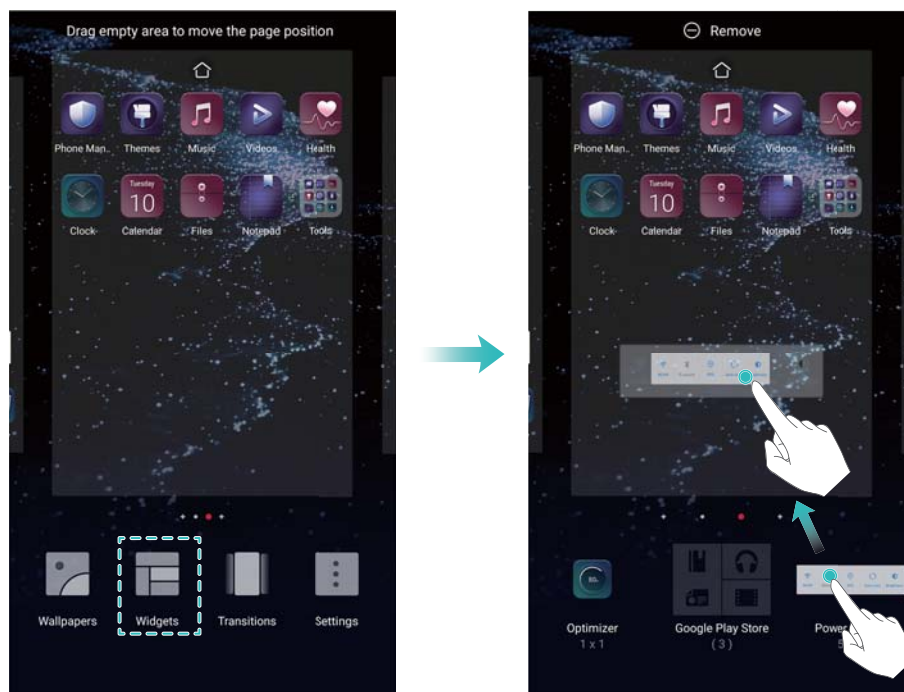 Drag empty area to move the page position
Phone Man..
Themes
Music
Videos
Health
Tuesday
10
Clock
Calendar
Files
Notepad
Tools
Wallpapers
Widgets
Transitions
Settings
Remove
Phone Man..
Themes
Music
Videos
Health
Tuesday
10
Clock
Calendar
Files
Notepad
Tools
Optimizer
1 x 1
Google Play Store
( 3 )
Power
5